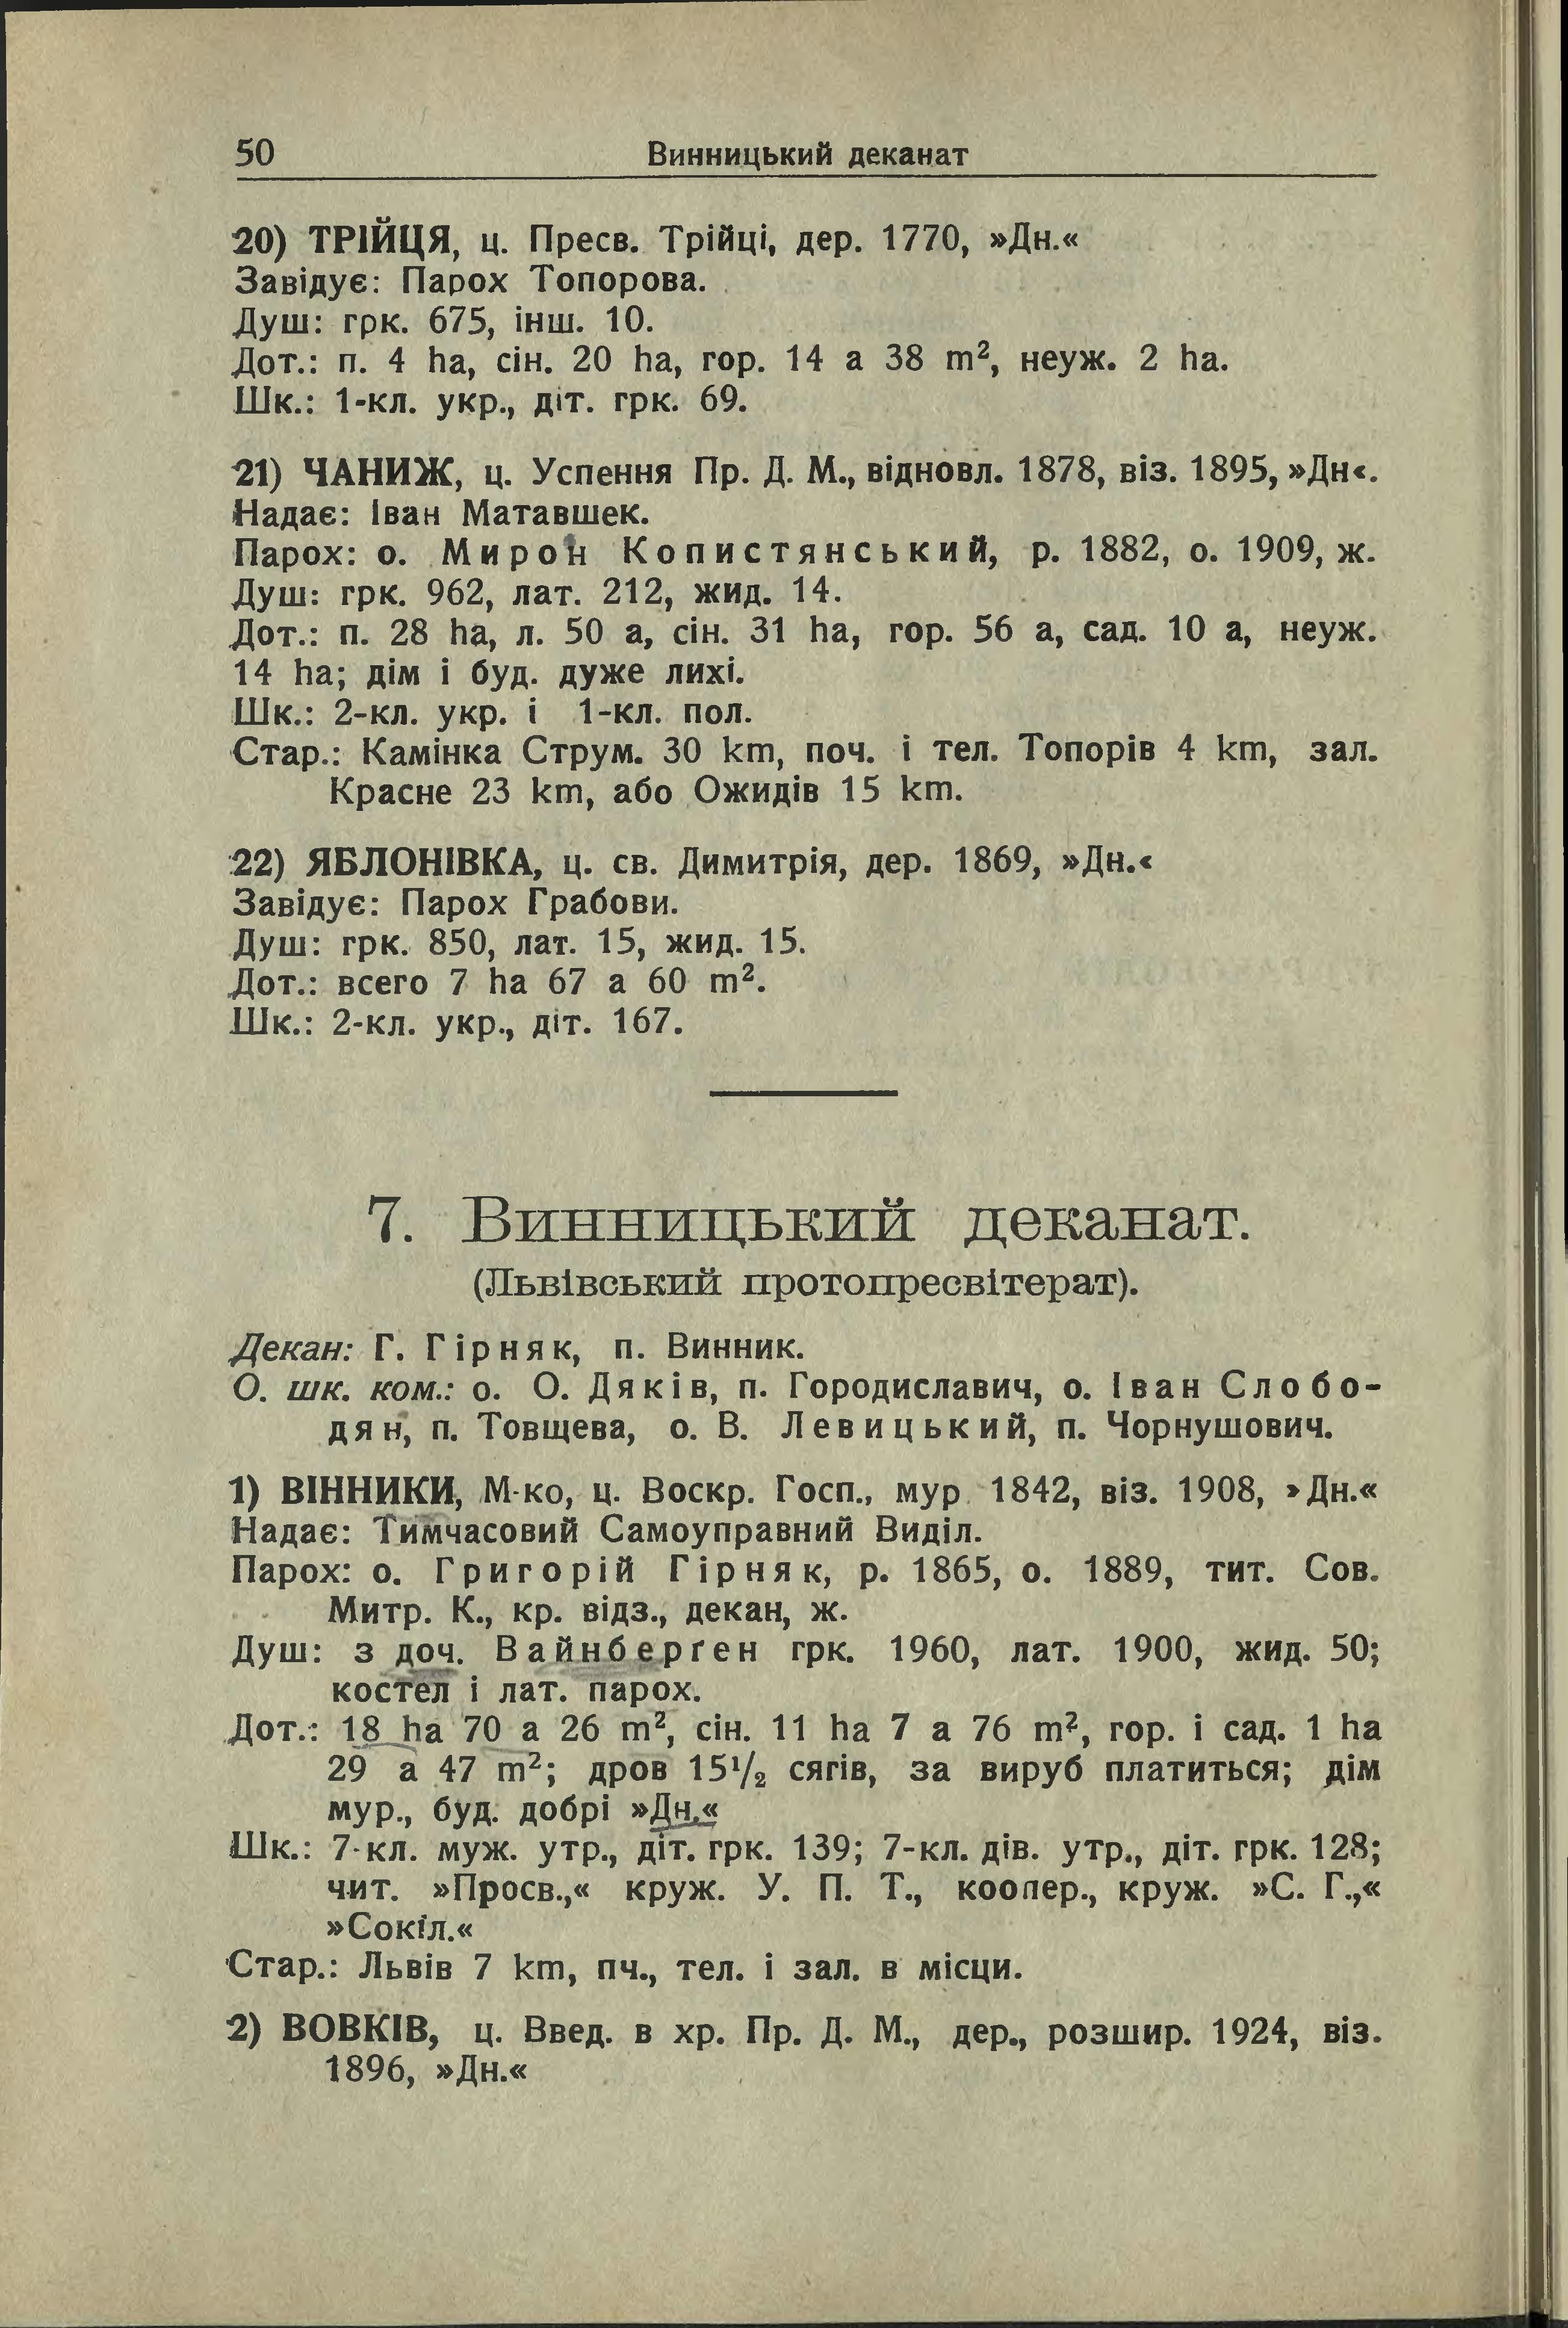 50 Винницький деканат
20) ТРІЙЦЯ, ц. Пресв. Трійці, дер. 1770, »Дн.«
Завідує: Парох Топорова.
Душ: грк. 675, інш. 10.
Дот.: п. 4 ha, сін. 20 ha, гор. 14 a 38 m², неуж. 2 ha.
Шк.: 1-кл. укр., діт. грк. 69.
21) ЧАНИЖ, ц. Успення Пр. Д. М., відновл. 1878, віз. 1895, »Дн«.
Надає: Іван Матавшек.
Парох: о. Мирон Копистянський, р. 1882, о. 1909, ж.
Душ: грк. 962, лат. 212, жид. 14.
Дот.: п. 28 ha, л. 50 a, сін. 31 ha, гор. 56 a, сад. 10 a, неуж.
14 ha; дім і буд. дуже лихі.
Шк.: 2-кл. укр. і 1-кл. пол.
Стар.: Камінка Струм. 30 km, поч. і тел. Топорів 4 km, зал.
Красне 23 km, або Ожидів 15 km.
22) ЯБЛОНІВКА, ц. св. Димитрія, дер. 1869, »Дн.«
Завідує: Парох Грабови.
Душ: грк. 850, лат. 15, жид. 15.
Дот.: всего 7 ha 67 a 60 m².
Шк.: 2-кл. укр., діт. 167.
7. Винницький деканат.
(Львівський протопресвітерат).
Декан: Г. Гірняк, п. Винник.
О. шк. ком.: о. О. Дяків, п. Городиславич, о. Іван Слобо-
дян, п. Товщева, о. В. Левицький, п. Чорнушович.
1) ВІННИКИ, М-ко, ц. Воскр. Госп., мур. 1842, віз. 1908, »Дн.«
Надає: Тимчасовий Самоуправний Виділ.
Парох: о. Григорій Гірняк, р. 1865, о. 1889, тит. Сов.
Митр. К., кр. відз., декан, ж.
Душ: з доч. Вайнберґен грк. 1960, лат. 1900, жид. 50;
костел і лат. парох.
Дот.: 18 ha 70 a 26 m², сін. 11 ha 7 a 76 m², гор. і сад. 1 ha
29 a 47 m²; дров 15½ сягів, за вируб платиться; дім
мур., буд. добрі »Дн.«
Шк.: 7-кл. муж. утр., діт. грк. 139; 7-кл. дів. утр., діт. грк. 128;
чит. »Просв.,« круж. У. П. Т., коопер., круж. »С. Г.,«
»Сокіл.«
Стар.: Львів 7 km, пч., тел. і зал. в місци.
2) ВОВКІВ, ц. Введ. в хр. Пр. Д. М., дер., розшир. 1924, віз.
1896, »Дн.«